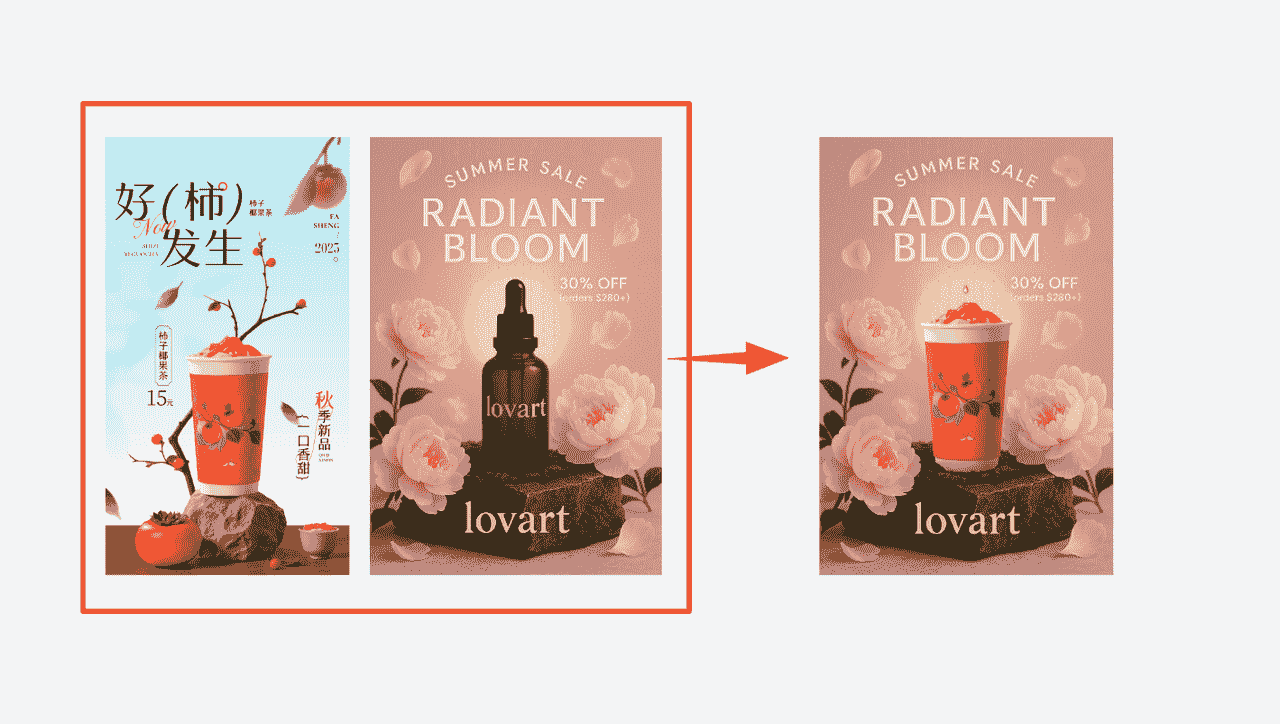 好(柿)
发生
Now
柿子
椰果茶
FA
SHENG
2025
柿子椰果茶
15元
秋
季新品
一口香甜
SUMMER SALE
RADIANT
BLOOM
30% OFF
(orders $280+)
lovart
lovart
SUMMER SALE
RADIANT
BLOOM
30% OFF
(orders $280+)
lovart